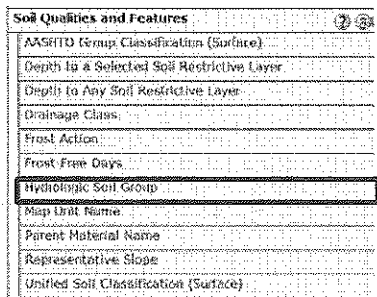 Soil Qualities and Features
AASHTO Group Classification (Surface)
Depth to a Selected Soil Restrictive Layer
Depth to Any Soil Restrictive Layer
Drainage Class
Frost Action
Frost-Free Days
Hydrologic Soil Group
Map Unit Name
Parent Material Name
Representative Slope
Unified Soil Classification (Surface)